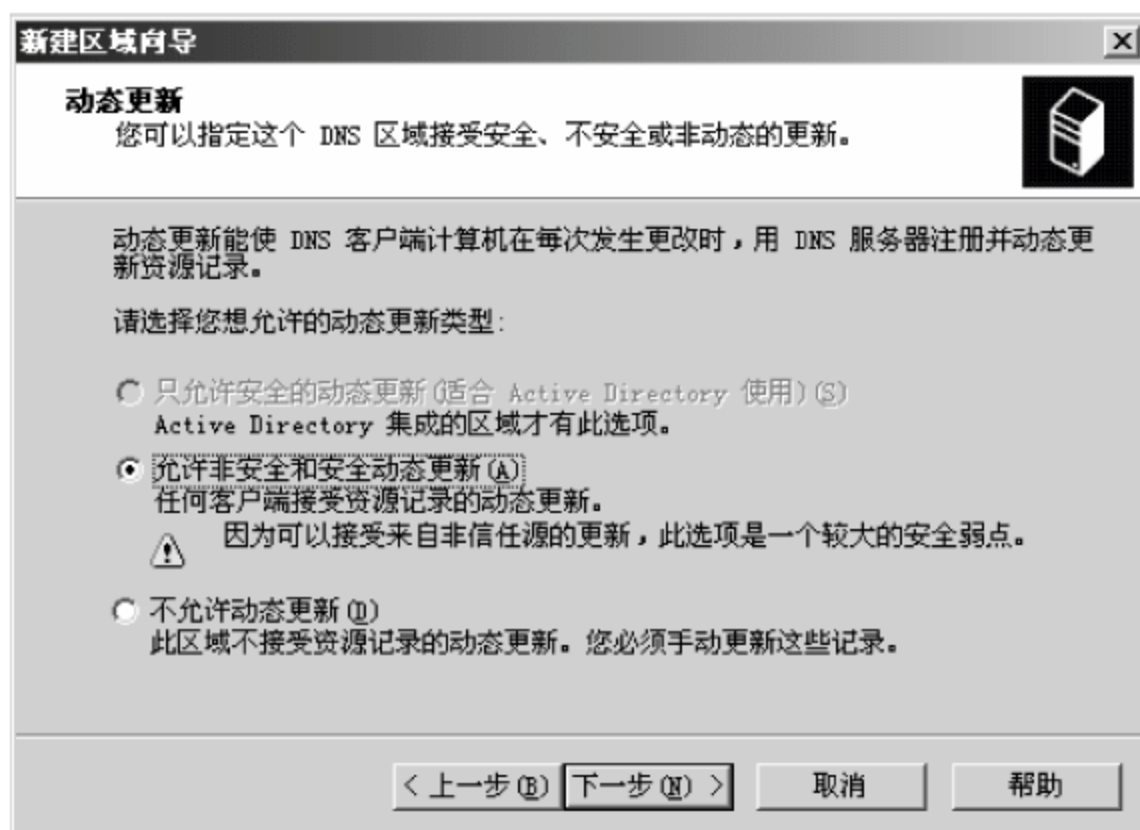 新建区域向导
动态更新
您可以指定这个 DNS 区域接受安全、不安全或非动态的更新。
动态更新能使 DNS 客户端计算机在每次发生更改时，用 DNS 服务器注册并动态更
新资源记录。
请选择您想允许的动态更新类型:
只允许安全的动态更新(适合 Active Directory 使用)(S)
Active Directory 集成的区域才有此选项。
允许非安全和安全动态更新(A)
任何客户端接受资源记录的动态更新。
因为可以接受来自非信任源的更新，此选项是一个较大的安全弱点。
不允许动态更新(D)
此区域不接受资源记录的动态更新。您必须手动更新这些记录。
< 上一步(B) 下一步(N) > 取消 帮助